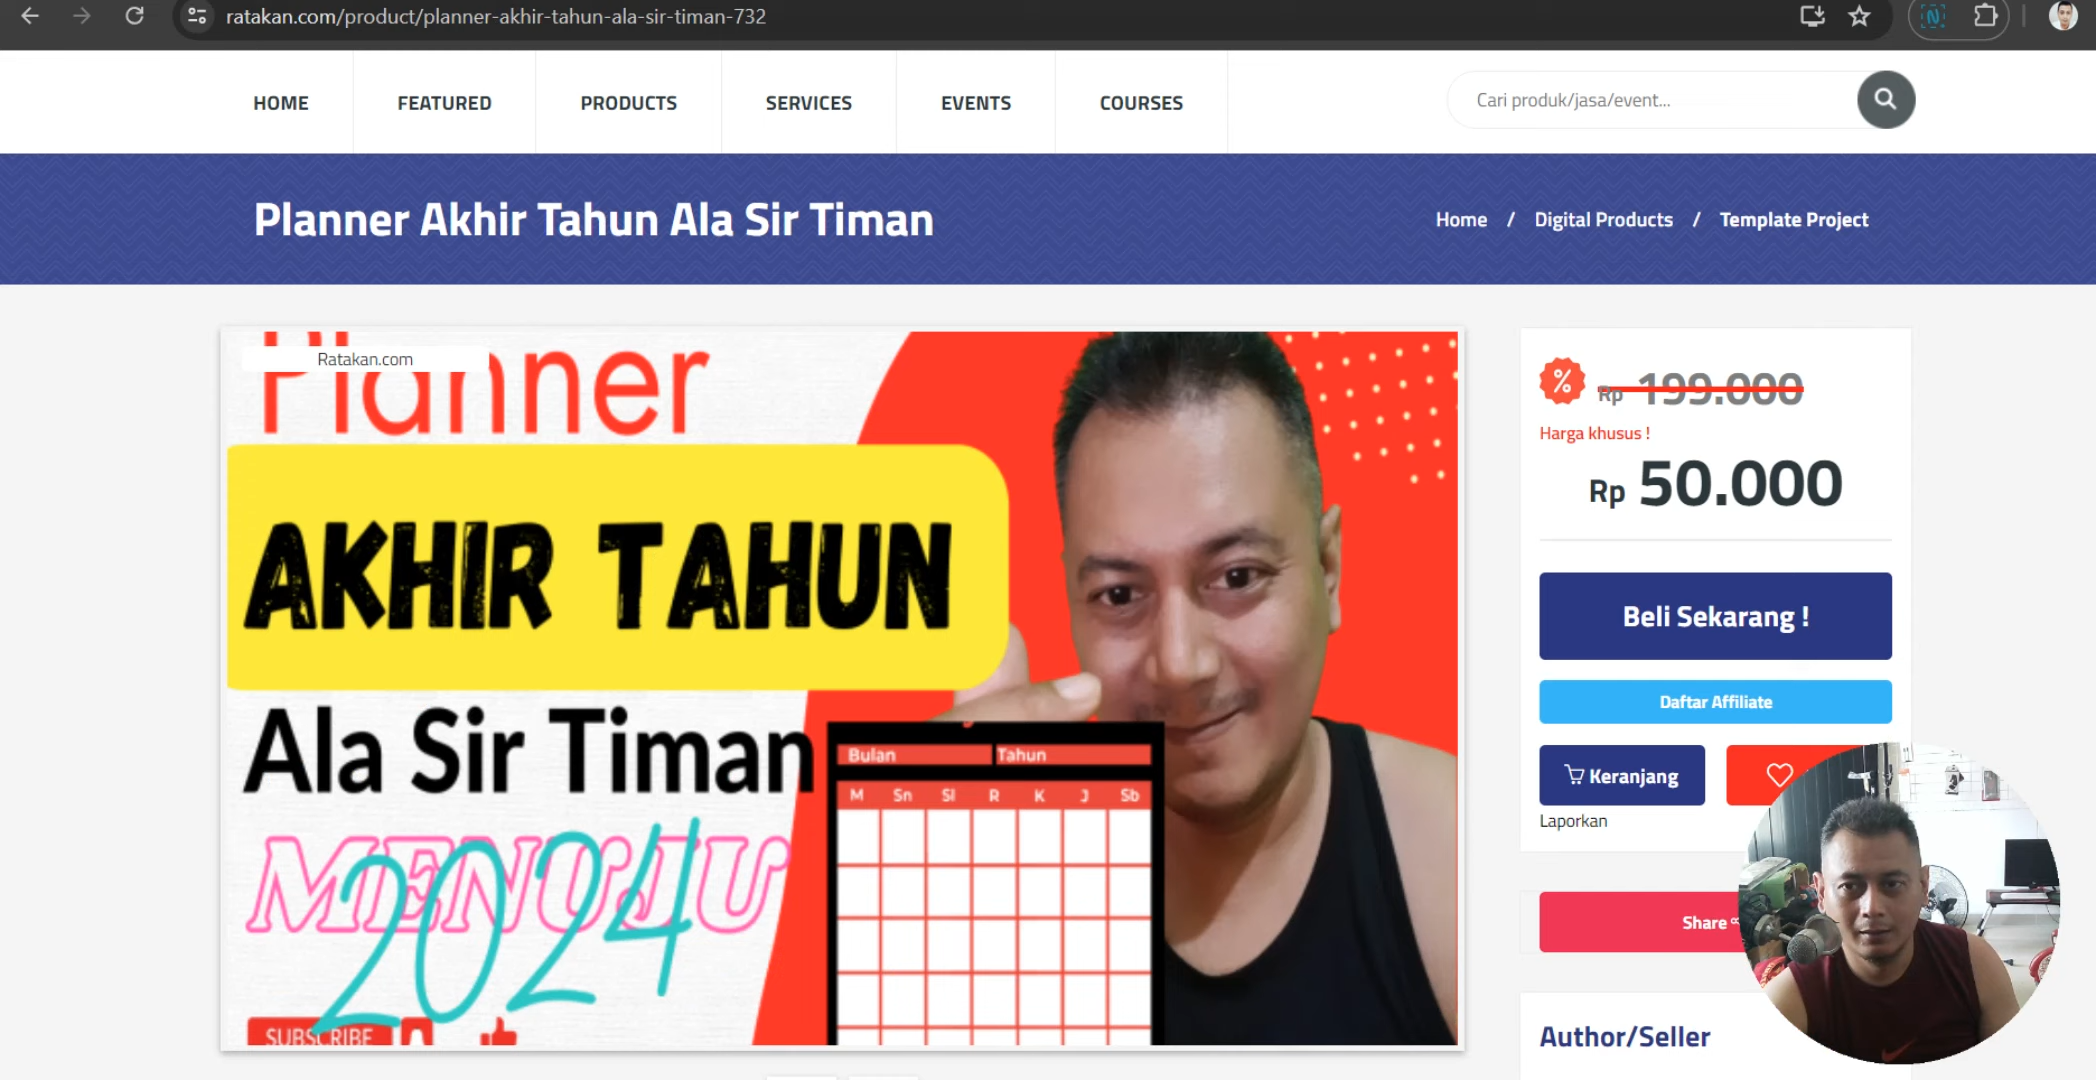 ratakan.com/product/planner-akhir-tahun-ala-sir-timan-732
HOME
FEATURED
PRODUCTS
SERVICES
EVENTS
COURSES
Cari produk/jasa/event...
Planner Akhir Tahun Ala Sir Timan
Home / Digital Products / Template Project
Planner
Ratakan.com
AKHIR TAHUN
Ala Sir Timan
MENUJU
2024
SUBSCRIBE
Bulan Tahun
M Sn Sl R K J Sb
% Rp 199.000
Harga khusus !
Rp 50.000
Beli Sekarang !
Daftar Affiliate
Keranjang
Laporkan
Share
Author/Seller